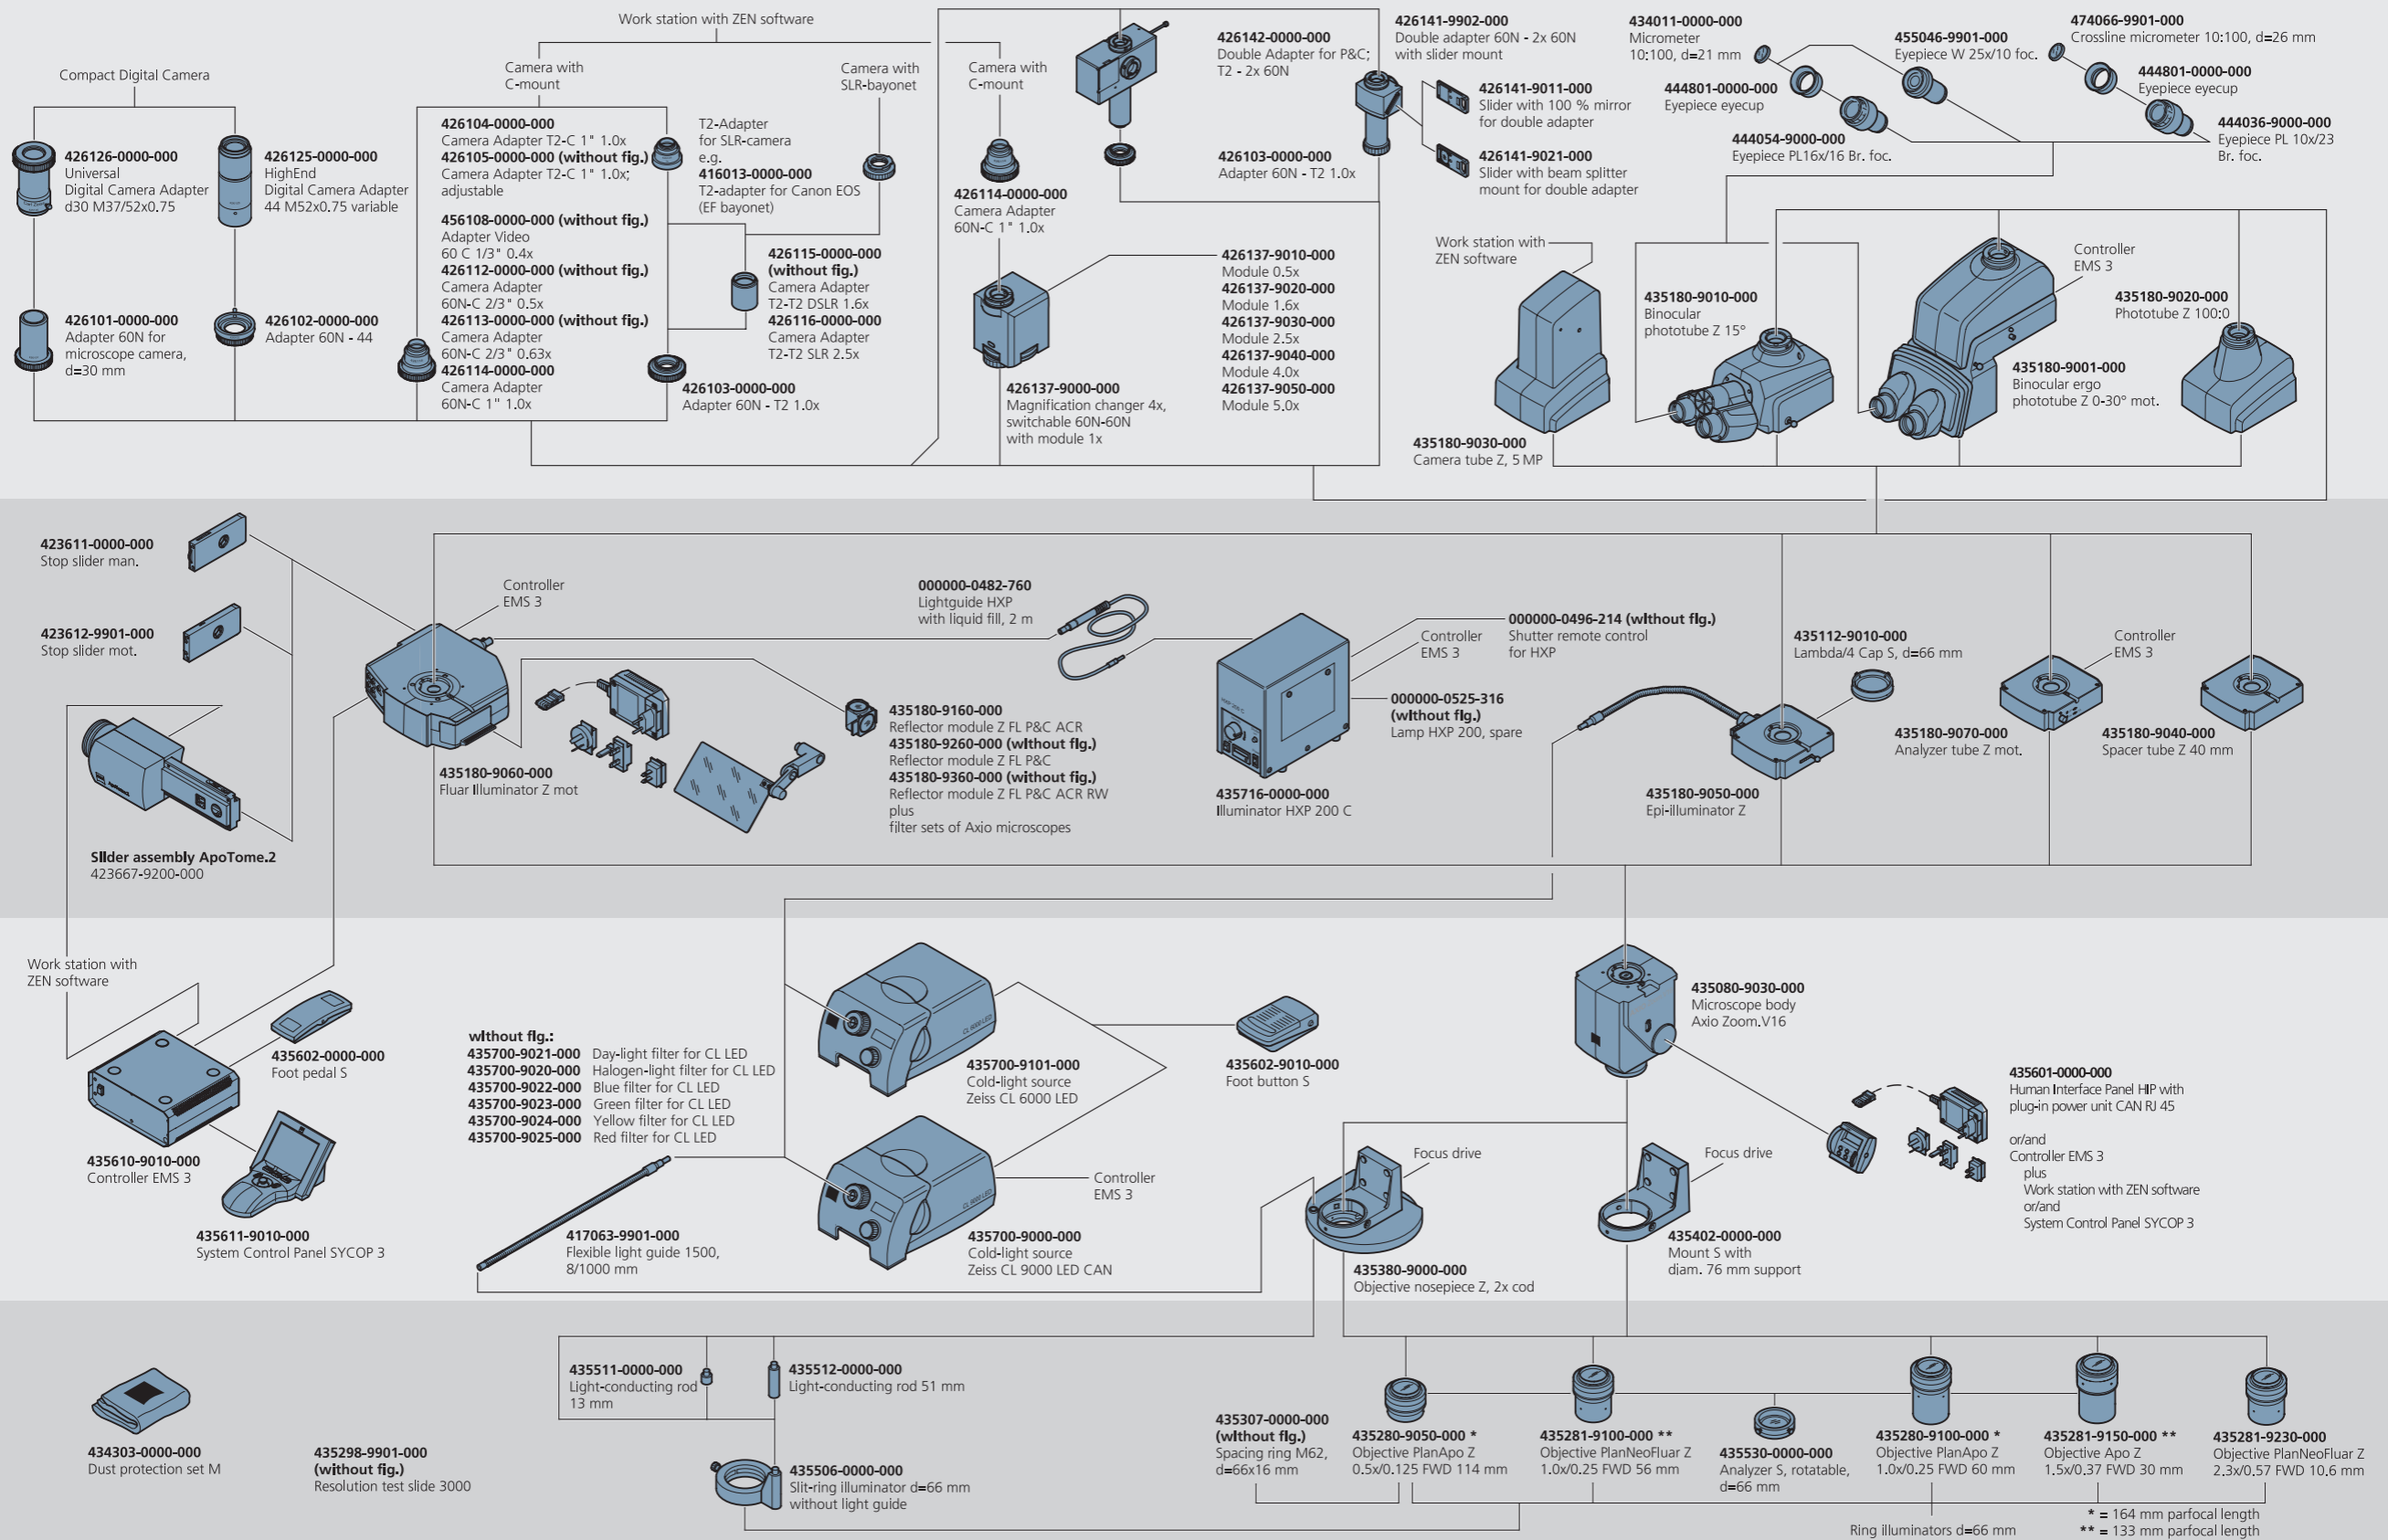 Work station with ZEN software
Compact Digital Camera
Camera with
C-mount
Camera with
SLR-bayonet
Camera with
C-mount
426126-0000-000
Universal
Digital Camera Adapter
d30 M37/52x0.75
426125-0000-000
HighEnd
Digital Camera Adapter
44 M52x0.75 variable
426101-0000-000
Adapter 60N for
microscope camera,
d=30 mm
426102-0000-000
Adapter 60N - 44
426104-0000-000
Camera Adapter T2-C 1" 1.0x
426105-0000-000 (without fig.)
Camera Adapter T2-C 1" 1.0x;
adjustable
456108-0000-000 (without fig.)
Adapter Video
60 C 1/3" 0.4x
426112-0000-000 (without fig.)
Camera Adapter
60N-C 2/3" 0.5x
426113-0000-000 (without fig.)
Camera Adapter
60N-C 2/3" 0.63x
426114-0000-000
Camera Adapter
60N-C 1" 1.0x
T2-Adapter
for SLR-camera
e.g.
416013-0000-000
T2-adapter for Canon EOS
(EF bayonet)
426115-0000-000
(without fig.)
Camera Adapter
T2-T2 DSLR 1.6x
426116-0000-000
Camera Adapter
T2-T2 SLR 2.5x
426103-0000-000
Adapter 60N - T2 1.0x
426114-0000-000
Camera Adapter
60N-C 1" 1.0x
426137-9000-000
Magnification changer 4x,
switchable 60N-60N
with module 1x
426142-0000-000
Double Adapter for P&C;
T2 - 2x 60N
426103-0000-000
Adapter 60N - T2 1.0x
426137-9010-000
Module 0.5x
426137-9020-000
Module 1.6x
426137-9030-000
Module 2.5x
426137-9040-000
Module 4.0x
426137-9050-000
Module 5.0x
426141-9902-000
Double adapter 60N - 2x 60N
with slider mount
426141-9011-000
Slider with 100 % mirror
for double adapter
426141-9021-000
Slider with beam splitter
mount for double adapter
434011-0000-000
Micrometer
10:100, d=21 mm
444801-0000-000
Eyepiece eyecup
444054-9000-000
Eyepiece PL16x/16 Br. foc.
455046-9901-000
Eyepiece W 25x/10 foc.
474066-9901-000
Crossline micrometer 10:100, d=26 mm
444801-0000-000
Eyepiece eyecup
444036-9000-000
Eyepiece PL 10x/23
Br. foc.
Work station with
ZEN software
435180-9030-000
Camera tube Z, 5 MP
435180-9010-000
Binocular
phototube Z 15°
Controller
EMS 3
435180-9020-000
Phototube Z 100:0
435180-9001-000
Binocular ergo
phototube Z 0-30° mot.
423611-0000-000
Stop slider man.
423612-9901-000
Stop slider mot.
Slider assembly ApoTome.2
423667-9200-000
Controller
EMS 3
435180-9060-000
Fluar Illuminator Z mot
000000-0482-760
Lightguide HXP
with liquid fill, 2 m
435180-9160-000
Reflector module Z FL P&C ACR
435180-9260-000 (without fig.)
Reflector module Z FL P&C
435180-9360-000 (without fig.)
Reflector module Z FL P&C ACR RW
plus
filter sets of Axio microscopes
435716-0000-000
Illuminator HXP 200 C
Controller
EMS 3
000000-0496-214 (without fig.)
Shutter remote control
for HXP
000000-0525-316
(without fig.)
Lamp HXP 200, spare
435112-9010-000
Lambda/4 Cap S, d=66 mm
435180-9050-000
Epi-illuminator Z
Controller
EMS 3
435180-9070-000
Analyzer tube Z mot.
435180-9040-000
Spacer tube Z 40 mm
Work station with
ZEN software
435602-0000-000
Foot pedal S
435610-9010-000
Controller EMS 3
435611-9010-000
System Control Panel SYCOP 3
without fig.:
435700-9021-000 Day-light filter for CL LED
435700-9020-000 Halogen-light filter for CL LED
435700-9022-000 Blue filter for CL LED
435700-9023-000 Green filter for CL LED
435700-9024-000 Yellow filter for CL LED
435700-9025-000 Red filter for CL LED
417063-9901-000
Flexible light guide 1500,
8/1000 mm
CL 6000 LED
435700-9101-000
Cold-light source
Zeiss CL 6000 LED
435602-9010-000
Foot button S
CL 9000 LED
Controller
EMS 3
435700-9000-000
Cold-light source
Zeiss CL 9000 LED CAN
435080-9030-000
Microscope body
Axio Zoom.V16
435601-0000-000
Human Interface Panel HIP with
plug-in power unit CAN RJ 45
or/and
Controller EMS 3
plus
Work station with ZEN software
or/and
System Control Panel SYCOP 3
Focus drive
435380-9000-000
Objective nosepiece Z, 2x cod
Focus drive
435402-0000-000
Mount S with
diam. 76 mm support
434303-0000-000
Dust protection set M
435298-9901-000
(without fig.)
Resolution test slide 3000
435511-0000-000
Light-conducting rod
13 mm
435512-0000-000
Light-conducting rod 51 mm
435506-0000-000
Slit-ring illuminator d=66 mm
without light guide
435307-0000-000
(without fig.)
Spacing ring M62,
d=66x16 mm
435280-9050-000 *
Objective PlanApo Z
0.5x/0.125 FWD 114 mm
435281-9100-000 **
Objective PlanNeoFluar Z
1.0x/0.25 FWD 56 mm
435530-0000-000
Analyzer S, rotatable,
d=66 mm
435280-9100-000 *
Objective PlanApo Z
1.0x/0.25 FWD 60 mm
435281-9150-000 **
Objective Apo Z
1.5x/0.37 FWD 30 mm
435281-9230-000
Objective PlanNeoFluar Z
2.3x/0.57 FWD 10.6 mm
Ring illuminators d=66 mm
* = 164 mm parfocal length
** = 133 mm parfocal length